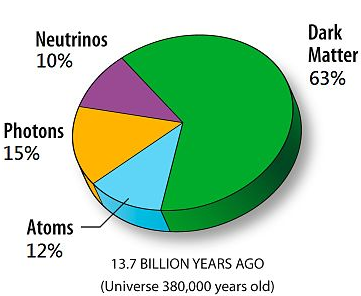 Neutrinos
10%
Dark
Matter
63%
Photons
15%
Atoms
12%
13.7 BILLION YEARS AGO
(Universe 380,000 years old)